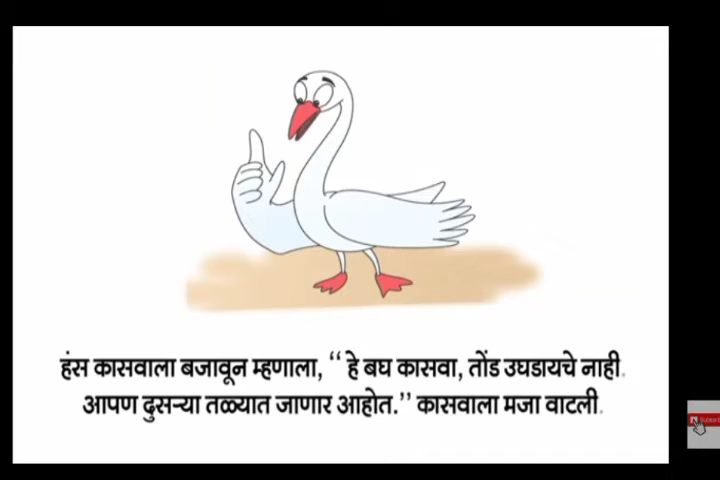 हंस कासवाला बजावून म्हणाला, “ हे बघ कासवा, तोंड उघडायचे नाही.
आपण दुसऱ्या तळ्यात जाणार आहोत.” कासवाला मजा वाटली.